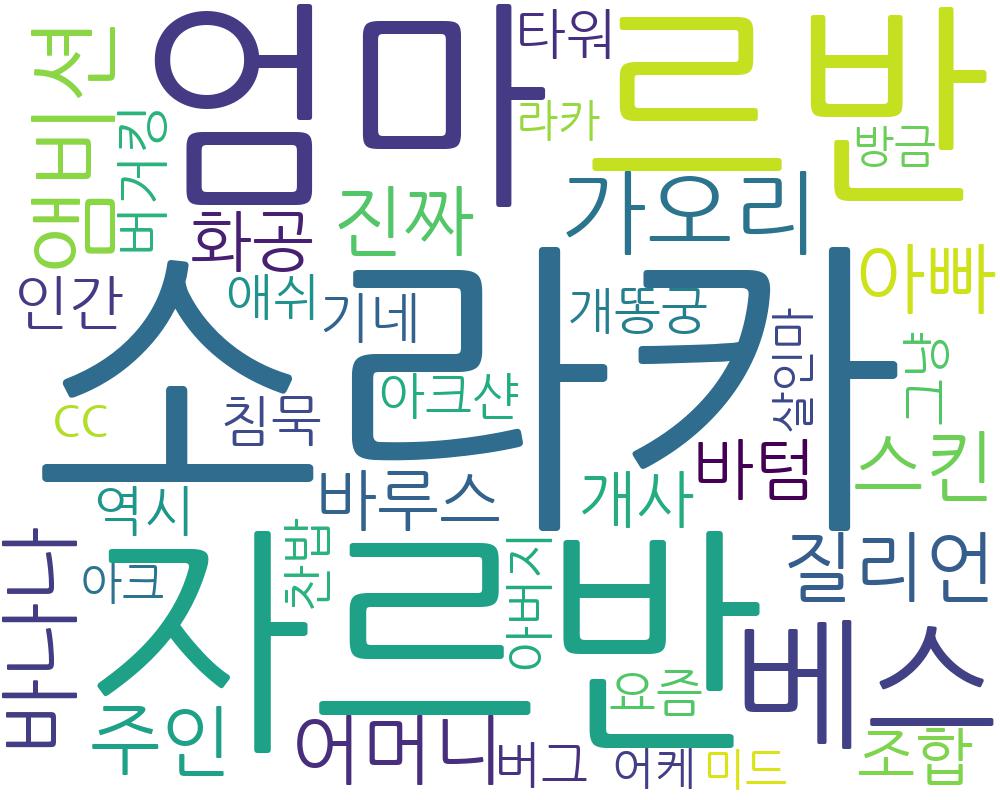 앰비션
버거킹
엄마
타워
라카
르반
방금
화공
진짜
가오리
아빠
인간
애쉬
기네
소라카
개똥궁
살인마
그냥
cc
침묵
아크샨
바텀
스킨
역시
바루스
개사
바나나
아크
자르반
찬밥
아버지
질리언
베스
주인
어머니
요즘
버그
어케
미드
조합